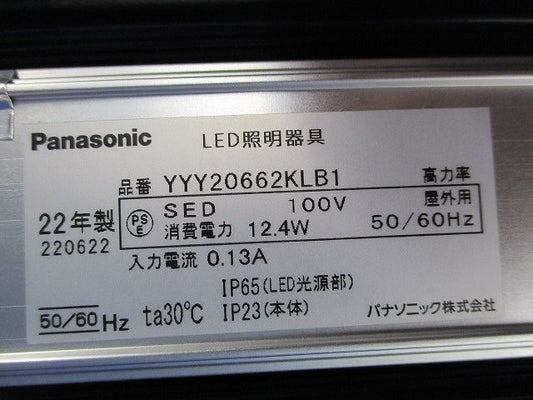 Panasonic LED照明器具
品番 YYY20662KLB1 高力率
22年製 PSE SED 100V 屋外用
220622 消費電力 12.4W 50/60Hz
入力電流 0.13A
IP65(LED光源部)
50/60 Hz ta30℃ IP23(本体) パナソニック株式会社